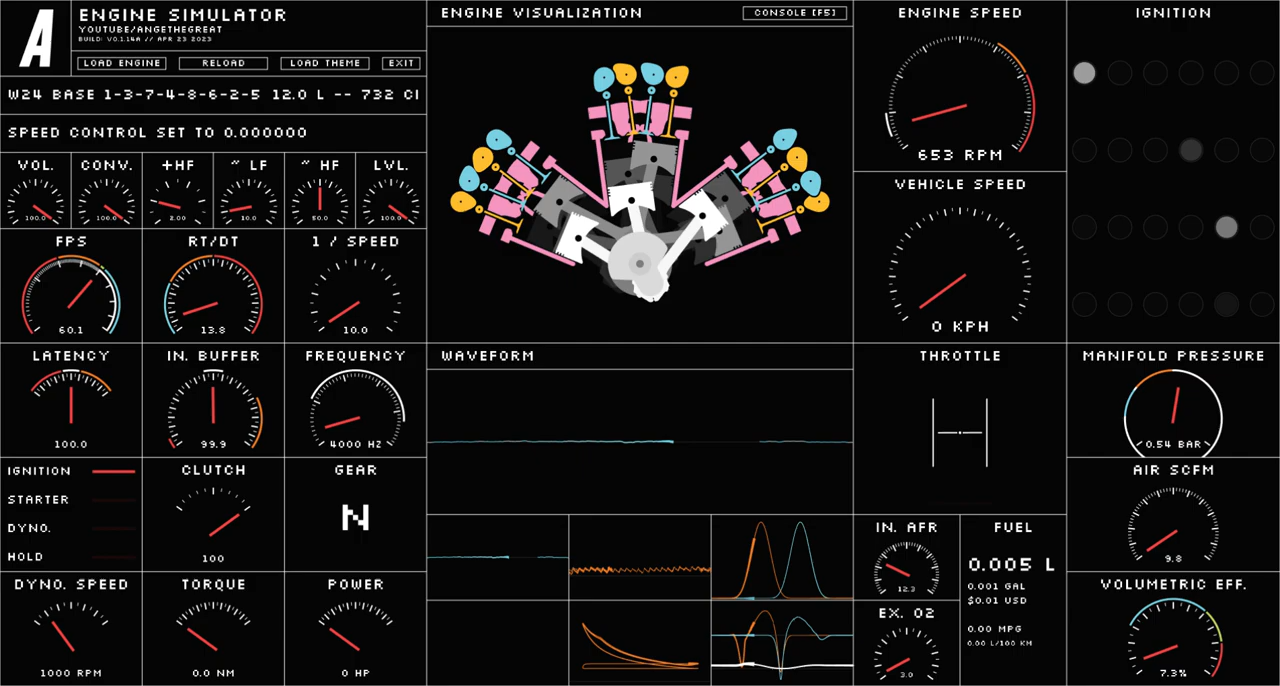 A
ENGINE SIMULATOR
YOUTUBE/ANGETHEGREAT
BUILD: V0.1.14A // APR 23 2023
LOAD ENGINE
RELOAD
LOAD THEME
EXIT
W24 BASE 1-3-7-4-8-6-2-5 12.0 L -- 732 CI
SPEED CONTROL SET TO 0.000000
VOL. CONV. +HF ~ LF ~ HF LVL.
100.0 100.0 2.00 10.0 50.0 100.0
FPS RT/DT 1 / SPEED
60.1 13.8 10.0
LATENCY IN. BUFFER FREQUENCY
100.0 99.9 4000 HZ
IGNITION
STARTER
DYNO.
HOLD
CLUTCH
100
GEAR
N
DYNO. SPEED TORQUE POWER
1000 RPM 0.0 NM 0 HP
ENGINE VISUALIZATION
CONSOLE [F5]
WAVEFORM
ENGINE SPEED
653 RPM
VEHICLE SPEED
0 KPH
THROTTLE
IN. AFR
12.3
EX. O2
3.0
FUEL
0.005 L
0.001 GAL
$0.01 USD
0.00 MPG
0.00 L/100 KM
IGNITION
MANIFOLD PRESSURE
0.54 BAR
AIR SCFM
9.8
VOLUMETRIC EFF.
7.3%